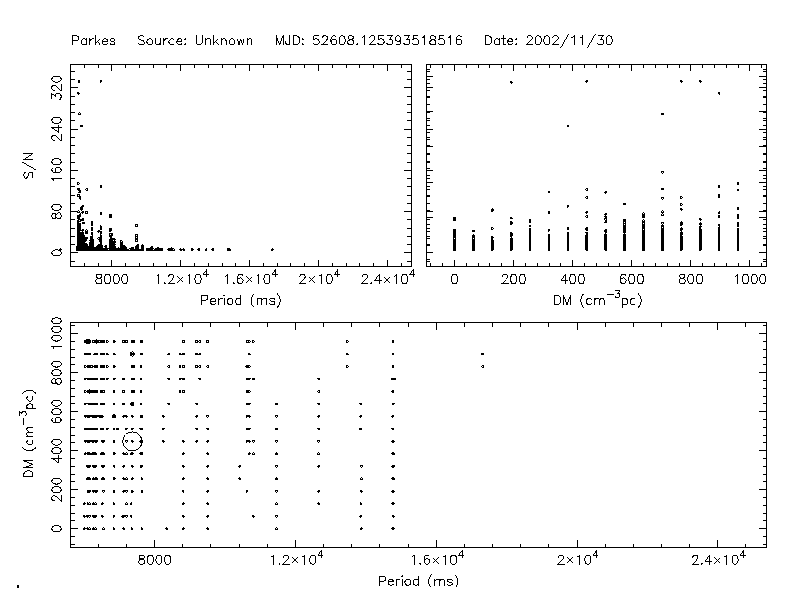 Parkes Source: Unknown MJD: 52608.125393518516 Date: 2002/11/30
S/N
320
240
160
80
0
8000 1.2×10⁴ 1.6×10⁴ 2×10⁴ 2.4×10⁴
Period (ms)
0 200 400 600 800 1000
DM (cm⁻³pc)
DM (cm⁻³pc)
1000
800
600
400
200
0
8000 1.2×10⁴ 1.6×10⁴ 2×10⁴ 2.4×10⁴
Period (ms)